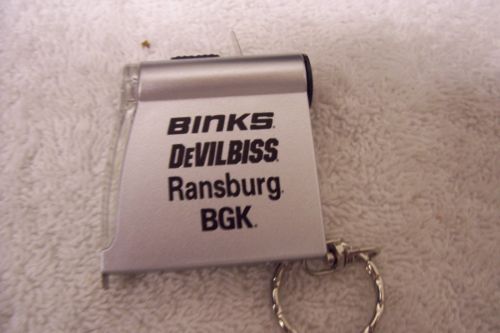 BINKS.
DEVILBISS.
Ransburg.
BGK.